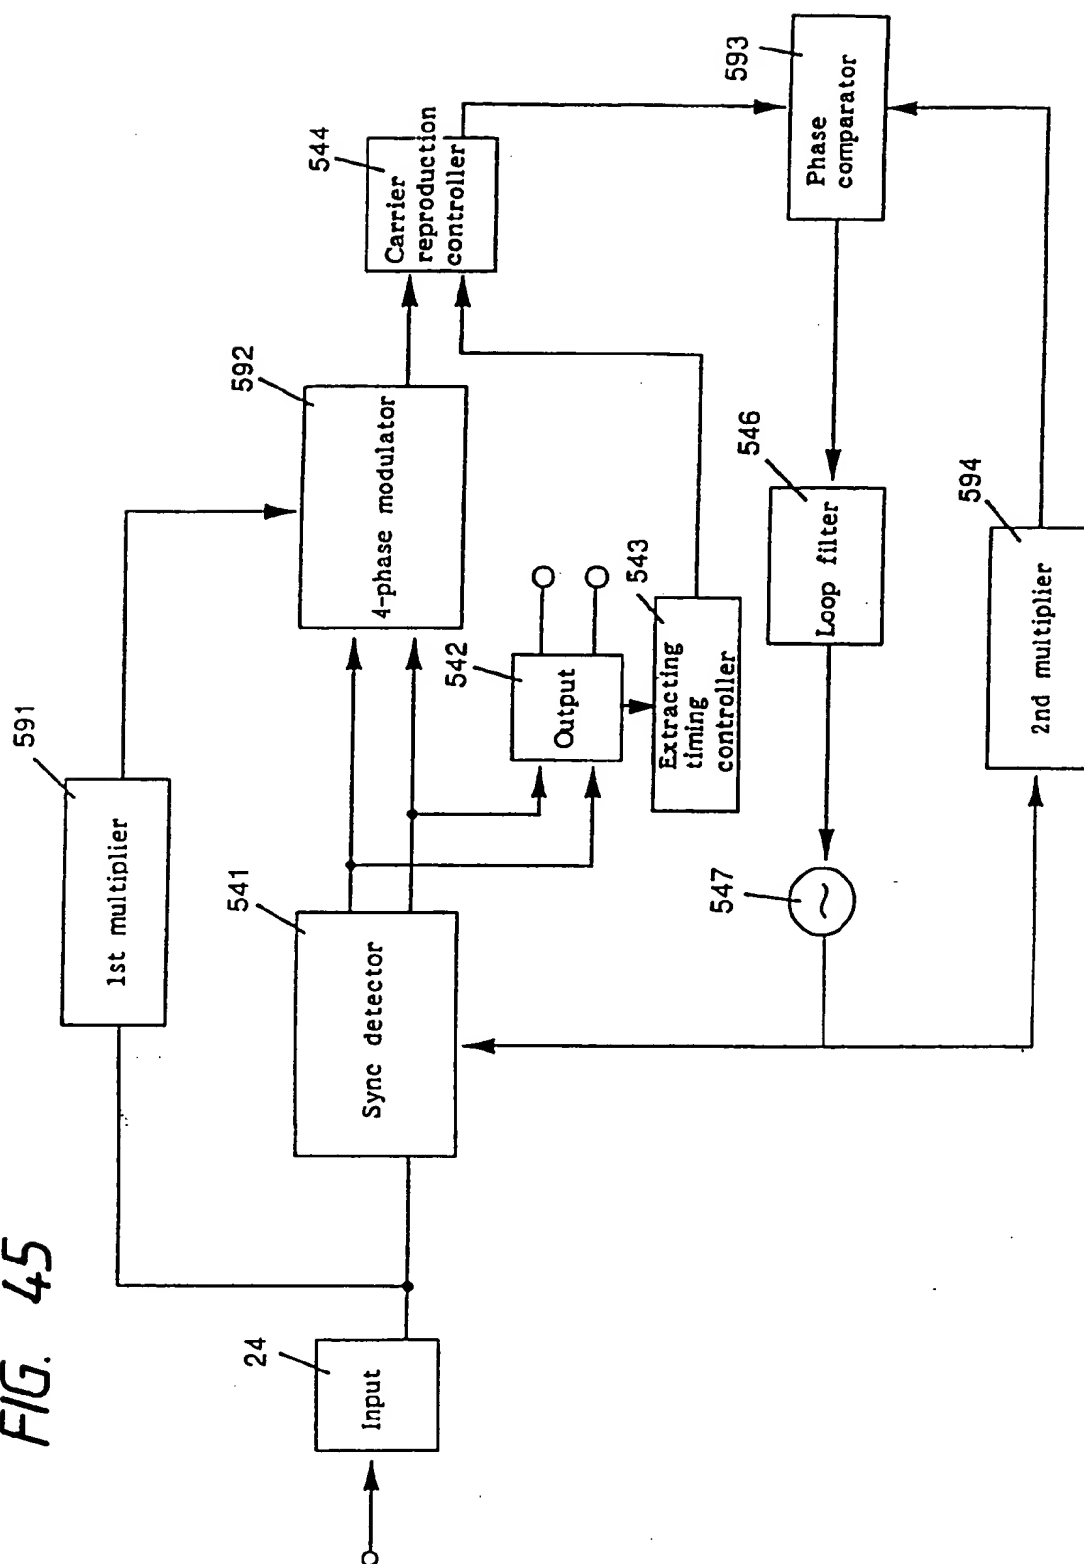 FIG. 45
591
1st multiplier
24
Input
541
Sync detector
592
4-phase modulator
544
Carrier
reproduction
controller
542
Output
543
Extracting
timing
controller
593
Phase
comparator
546
Loop filter
547
~
594
2nd multiplier